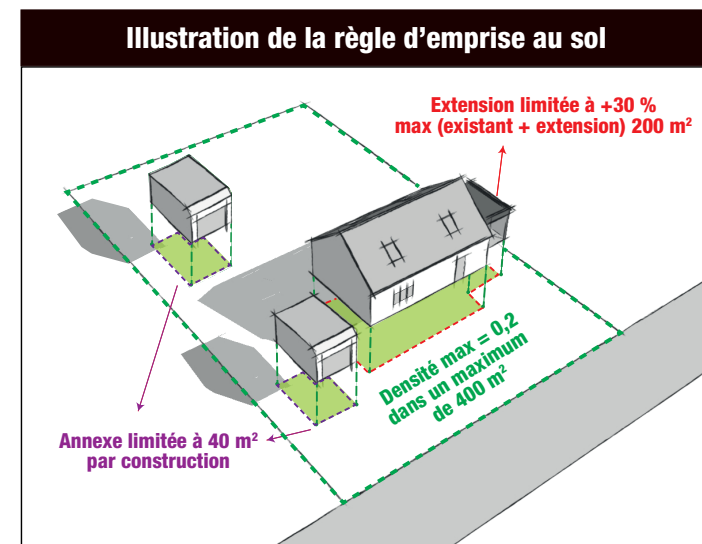 Illustration de la règle d’emprise au sol
Extension limitée à +30 %
max (existant + extension) 200 m²
Densité max = 0,2
dans un maximum
de 400 m²
Annexe limitée à 40 m²
par construction